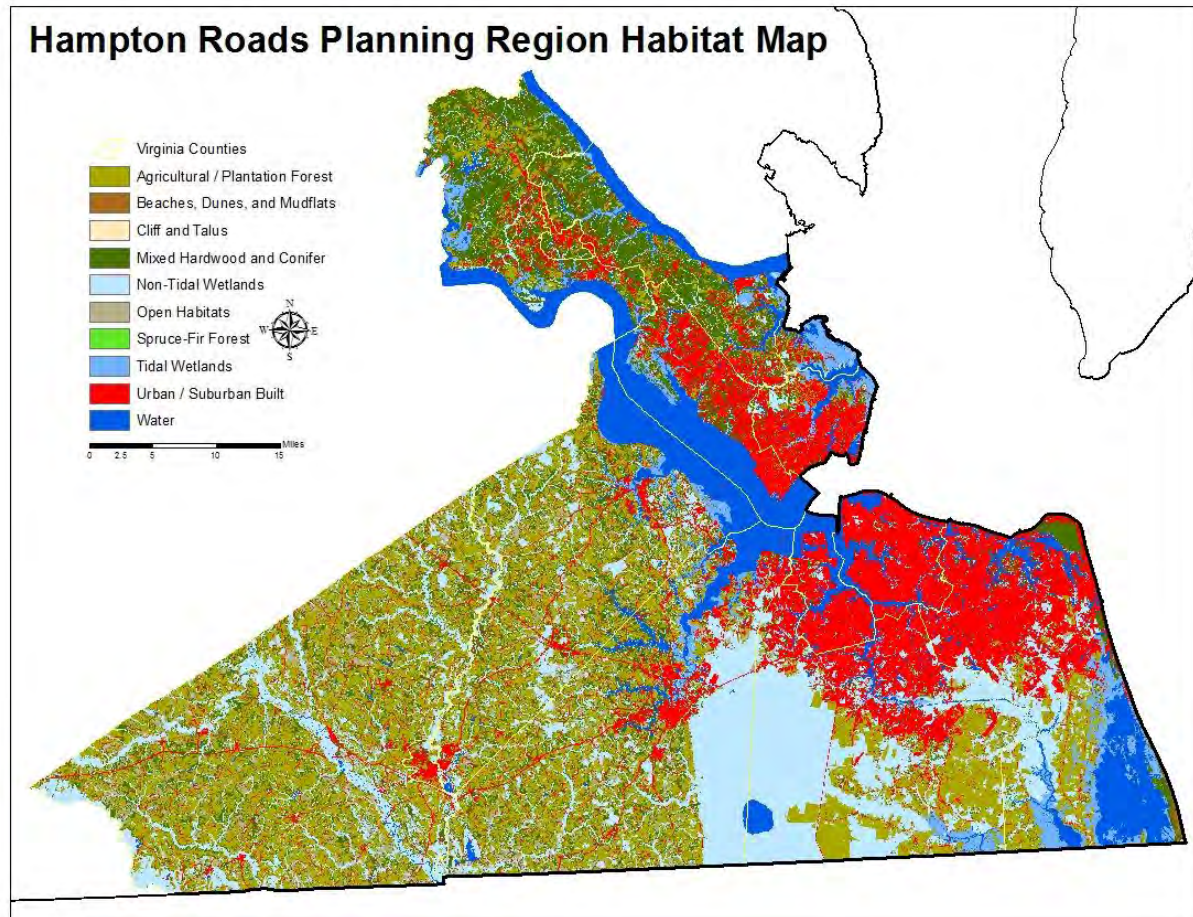 Hampton Roads Planning Region Habitat Map
Virginia Counties
Agricultural / Plantation Forest
Beaches, Dunes, and Mudflats
Cliff and Talus
Mixed Hardwood and Conifer
Non-Tidal Wetlands
Open Habitats
Spruce-Fir Forest
Tidal Wetlands
Urban / Suburban Built
Water
N
W E
S
Miles
0 2.5 5 10 15